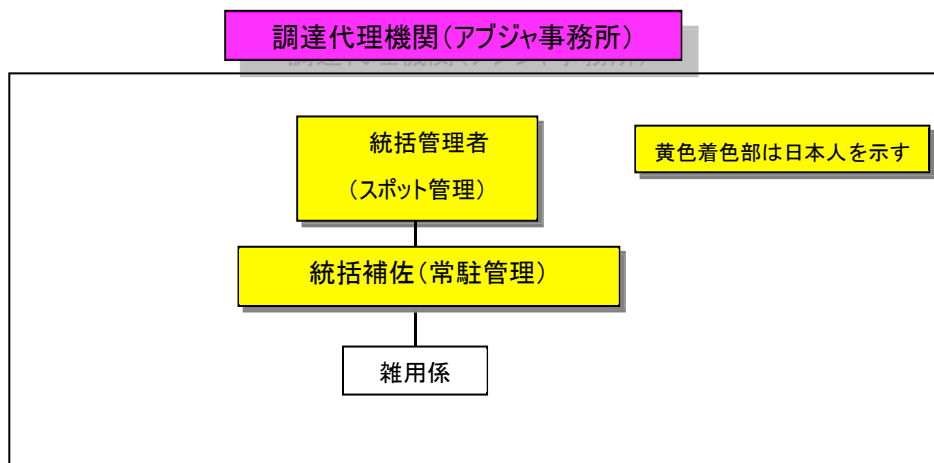 調達代理機関（アブジャ事務所）
統括管理者
（スポット管理）
黄色着色部は日本人を示す
統括補佐（常駐管理）
雑用係